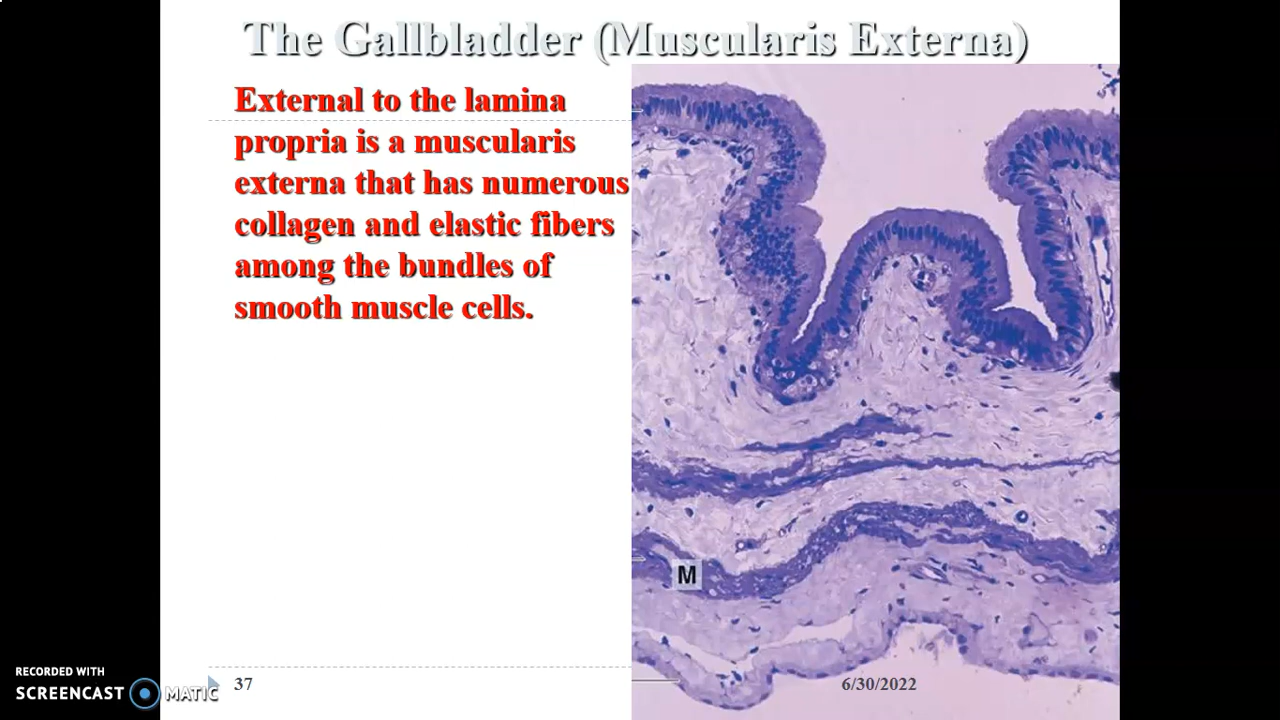 The Gallbladder (Muscularis Externa)
External to the lamina
propria is a muscularis
externa that has numerous
collagen and elastic fibers
among the bundles of
smooth muscle cells.
M
RECORDED WITH
SCREENCAST MATIC
37
6/30/2022